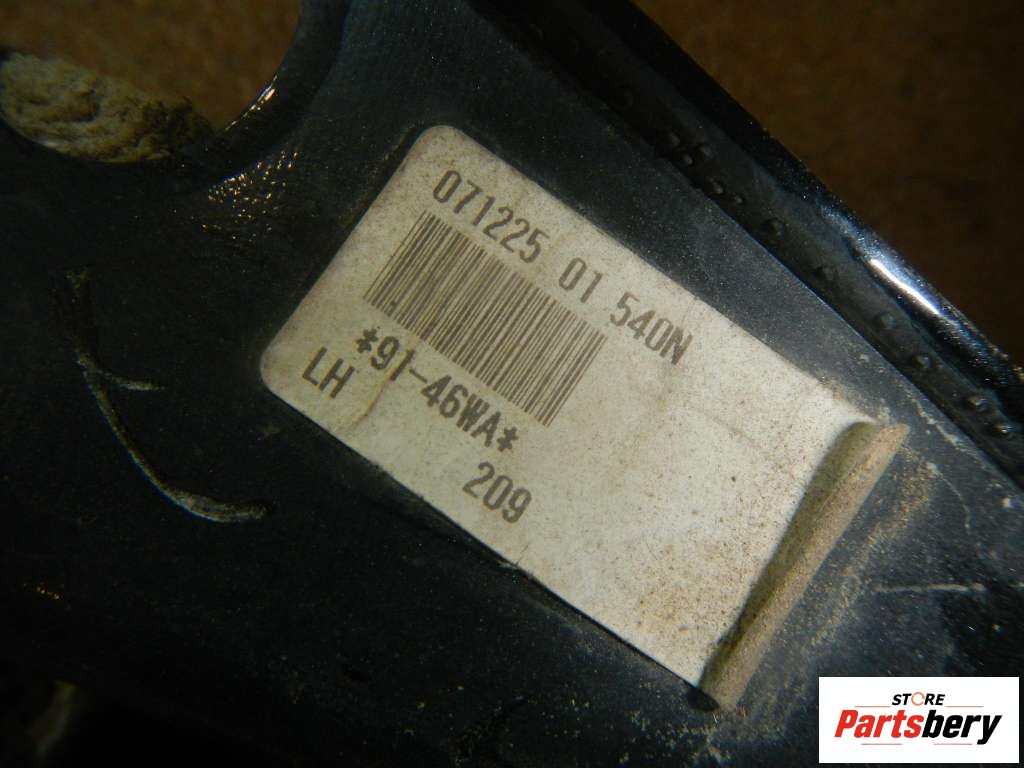 071225 01 540N
*91-46WA*
LH
209
STORE
Partsbery